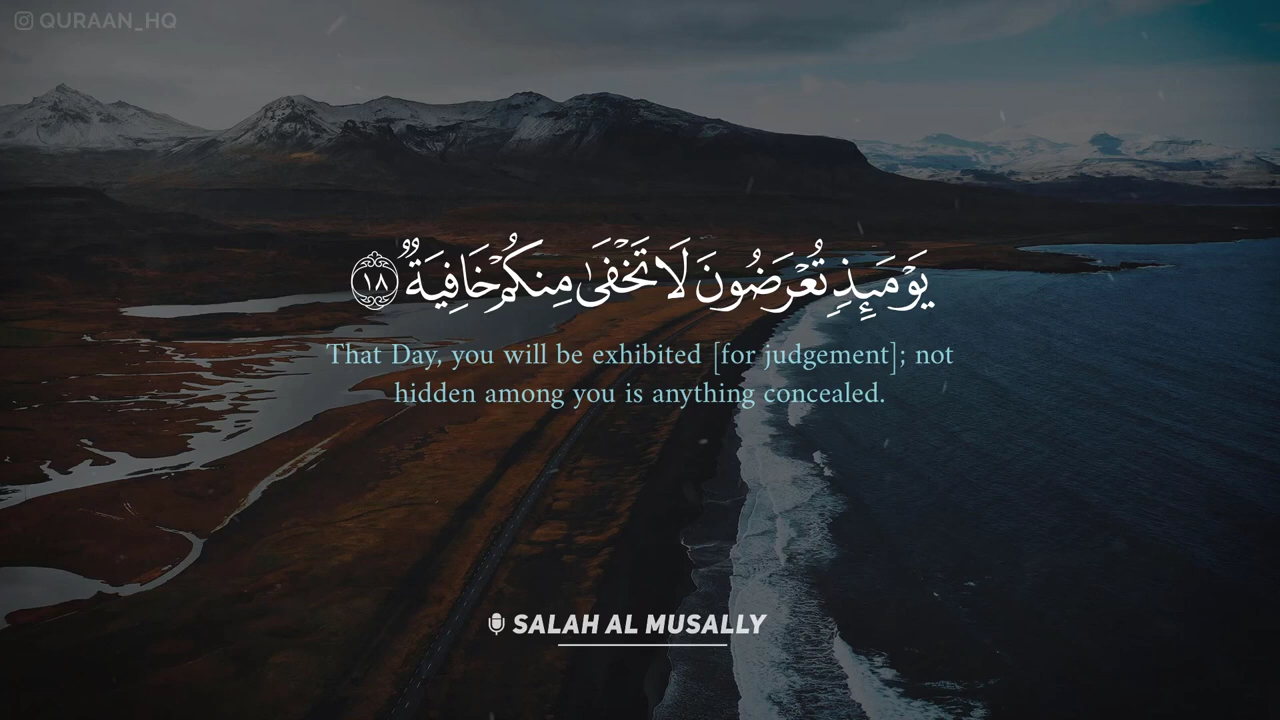 QURAAN_HQ
يَوْمَئِذٍ تُعْرَضُونَ لَا تَخْفَىٰ مِنكُمْ خَافِيَةٌ ١٨
That Day, you will be exhibited [for judgement]; not
hidden among you is anything concealed.
SALAH AL MUSALLY